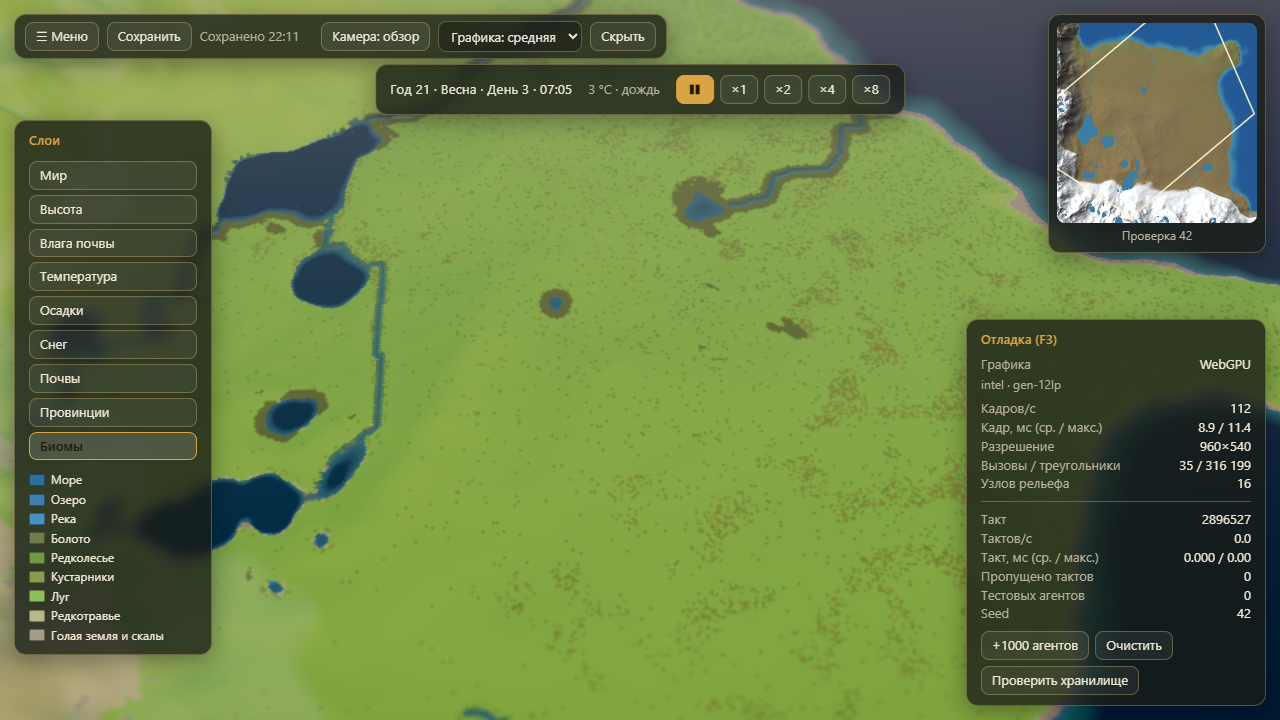 ☰ Меню
Сохранить
Сохранено 22:11
Камера: обзор
Графика: средняя
Скрыть
Год 21 · Весна · День 3 · 07:05
3 °C · дождь
×1
×2
×4
×8
Проверка 42
Слои
Мир
Высота
Влага почвы
Температура
Осадки
Снег
Почвы
Провинции
Биомы
Море
Озеро
Река
Болото
Редколесье
Кустарники
Луг
Редкотравье
Голая земля и скалы
Отладка (F3)
Графика WebGPU
intel · gen-12lp
Кадров/с 112
Кадр, мс (ср. / макс.) 8.9 / 11.4
Разрешение 960×540
Вызовы / треугольники 35 / 316 199
Узлов рельефа 16
Такт 2896527
Тактов/с 0.0
Такт, мс (ср. / макс.) 0.000 / 0.00
Пропущено тактов 0
Тестовых агентов 0
Seed 42
+1000 агентов
Очистить
Проверить хранилище